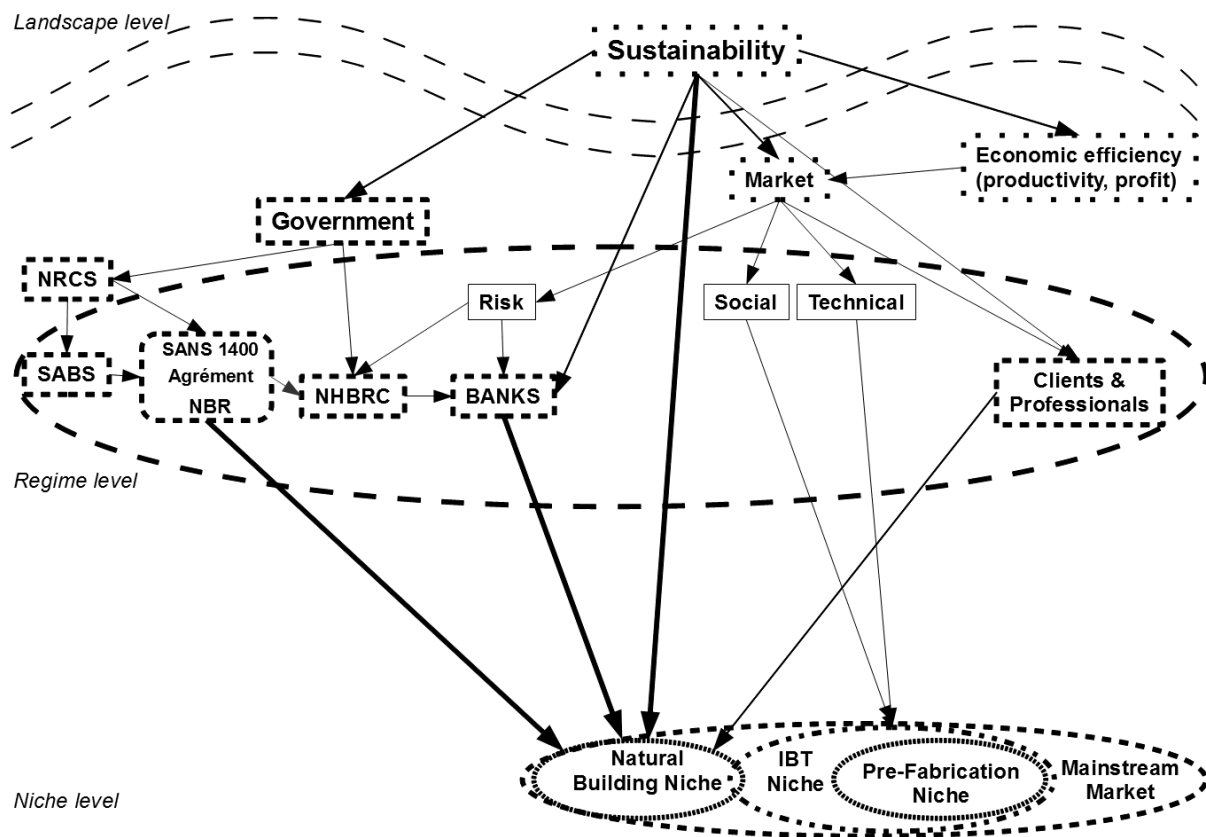 Landscape level
Sustainability
Economic efficiency
(productivity, profit)
Market
Government
NRCS
Risk
Social
Technical
SANS 1400
Agrément
NBR
SABS
NHBRC
BANKS
Clients &
Professionals
Regime level
Natural
Building Niche
IBT
Niche
Pre-Fabrication
Niche
Mainstream
Market
Niche level